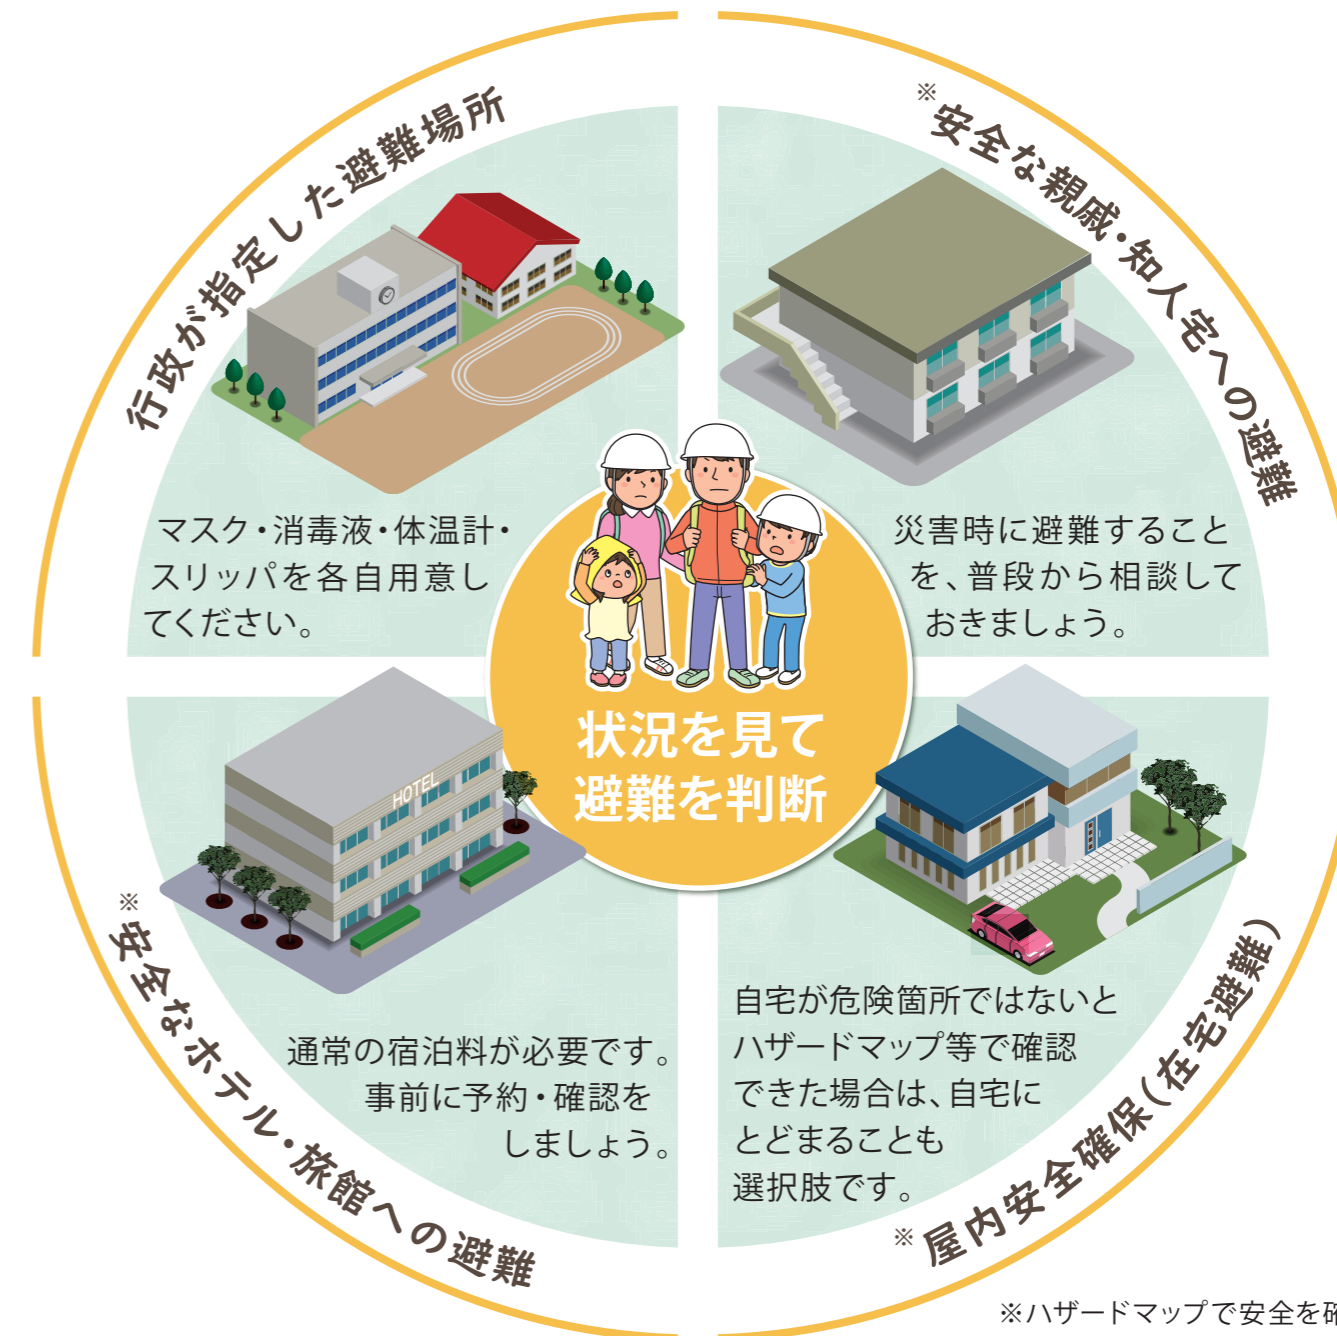 行政が指定した避難場所
マスク・消毒液・体温計・
スリッパを各自用意し
てください。
※安全な親戚・知人宅への避難
災害時に避難すること
を、普段から相談して
おきましょう。
状況を見て
避難を判断
HOTEL
※安全なホテル・旅館への避難
通常の宿泊料が必要です。
事前に予約・確認を
しましょう。
自宅が危険箇所ではないと
ハザードマップ等で確認
できた場合は、自宅に
とどまることも
選択肢です。
※屋内安全確保(在宅避難)
※ハザードマップで安全を確